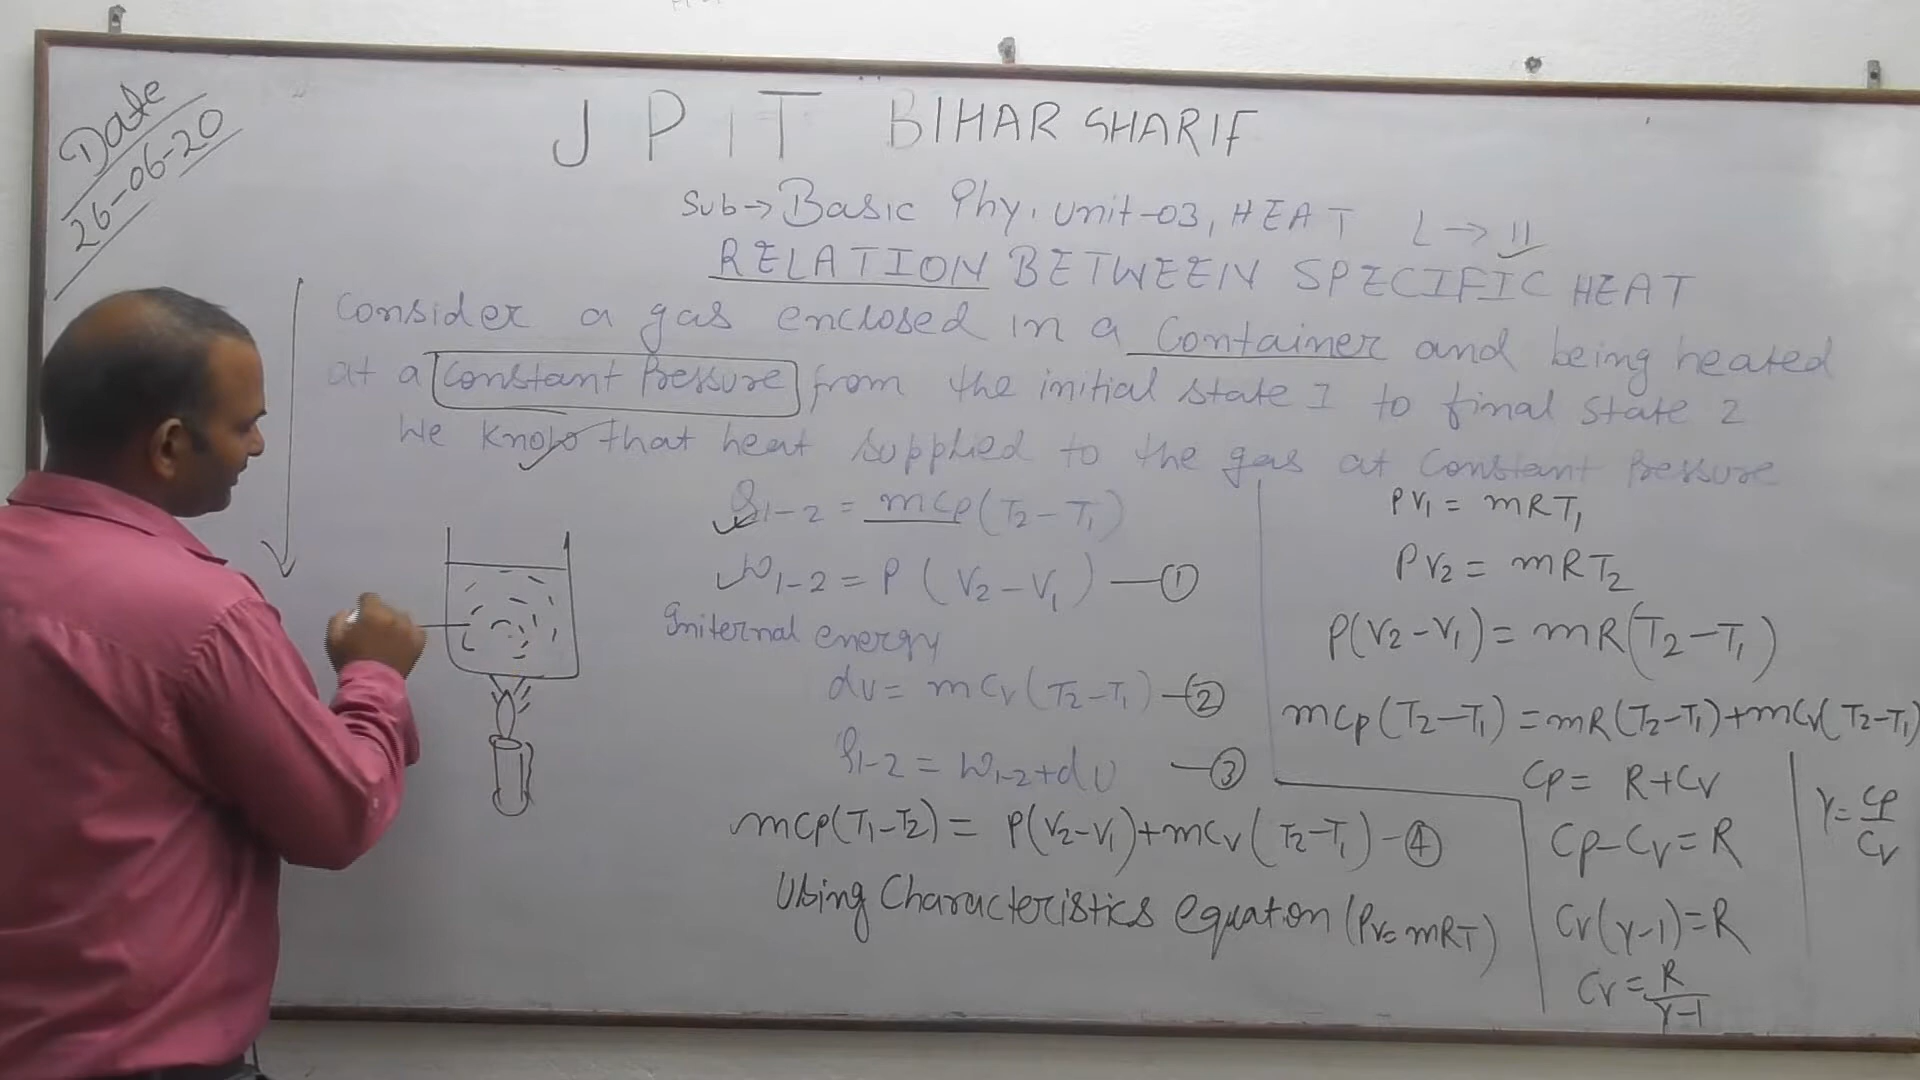 Date
26-06-20
J P I T BIHAR SHARIF
Sub→ Basic Phy. Unit-03, HEAT L→ 11
RELATION BETWEEN SPECIFIC HEAT
Consider a gas enclosed in a Container and being heated
at a Constant Pressure from the initial state 1 to final state 2
We know that heat supplied to the gas at Constant Pressure
Q1-2 = mCp(T2-T1)
W1-2 = P (V2-V1) —①
Initernal energy
dU = mCv(T2-T1) —②
Q1-2 = W1-2+dU —③
mCp(T1-T2) = P(V2-V1)+mCv(T2-T1) —④
Using Characteristics equaton (PV=mRT)
PV1 = mRT1
PV2 = mRT2
P(V2-V1) = mR(T2-T1)
mCp(T2-T1) = mR(T2-T1)+mCv(T2-T1)
Cp = R+Cv
Cp-Cv = R
Cv(γ-1) = R
Cv = R/γ-1
γ = Cp/Cv